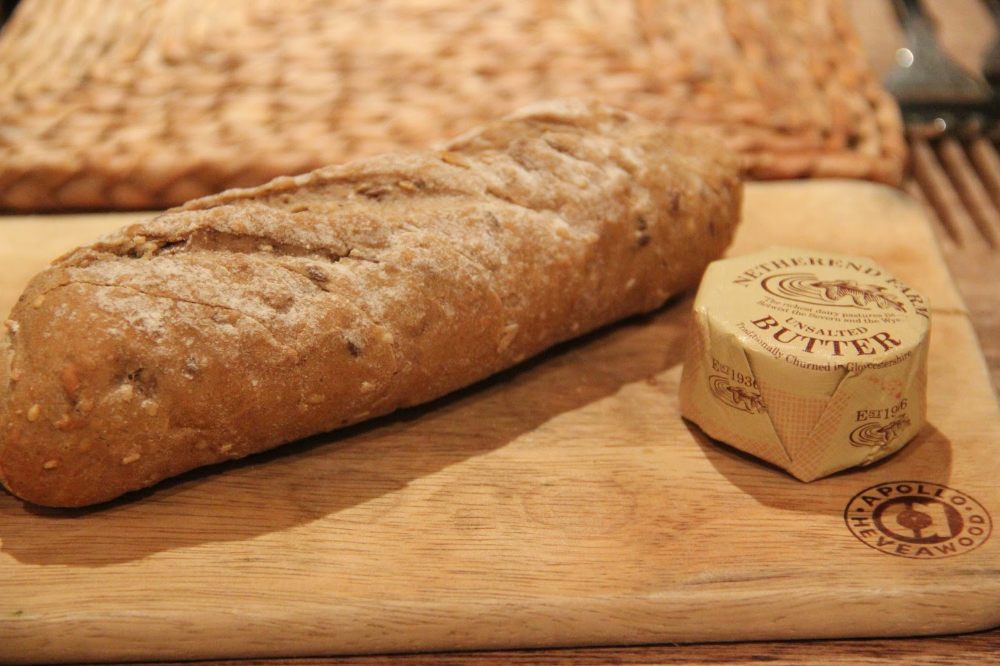 NETHEREND FARM
"The richest dairy pastures lie...
Betwixt the Severn and the Wye..."
UNSALTED
BUTTER
Traditionally Churned in Gloucestershire
EST 1936
EST 1936
APOLLO
HEVEAWOOD